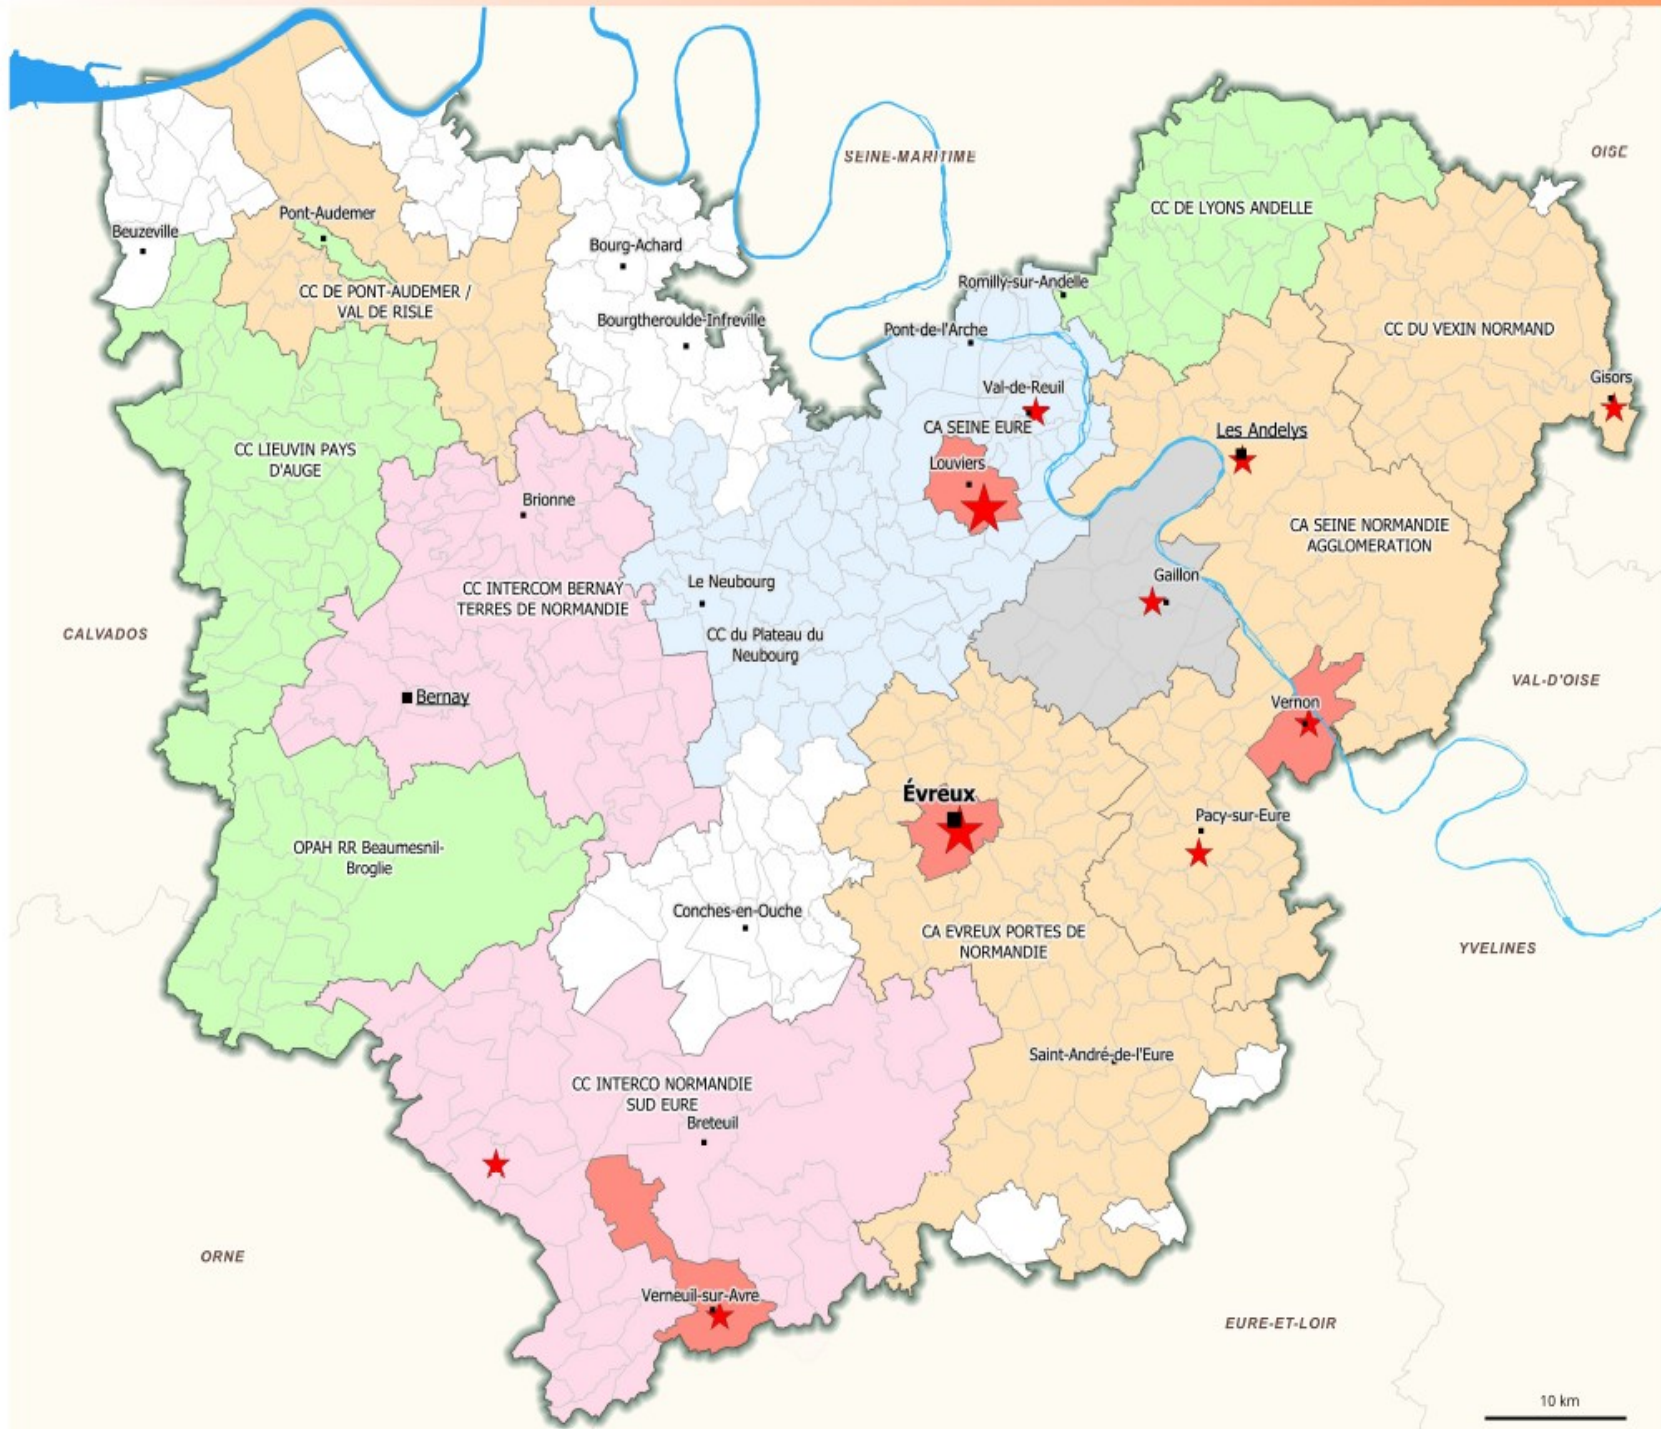 SEINE-MARITIME
OISE
CC DE LYONS ANDELLE
Pont-Audemer
Beuzeville
Bourg-Achard
CC DE PONT-AUDEMER /
VAL DE RISLE
Romilly-sur-Andelle
Bourgtheroulde-Infreville
Pont-de-l'Arche
CC DU VEXIN NORMAND
Val-de-Reuil
Gisors
CA SEINE EURE
Les Andelys
CC LIEUVIN PAYS
D'AUGE
Louviers
Brionne
CA SEINE NORMANDIE
AGGLOMERATION
Le Neubourg
Gaillon
CC INTERCOM BERNAY
TERRES DE NORMANDIE
CALVADOS
CC du Plateau du
Neubourg
VAL-D'OISE
Bernay
Vernon
Évreux
Pacy-sur-Eure
OPAH RR Beaumesnil-
Broglie
Conches-en-Ouche
CA EVREUX PORTES DE
NORMANDIE
YVELINES
Saint-André-de-l'Eure
CC INTERCO NORMANDIE
SUD EURE
Breteuil
ORNE
Verneuil-sur-Avre
EURE-ET-LOIR
10 km